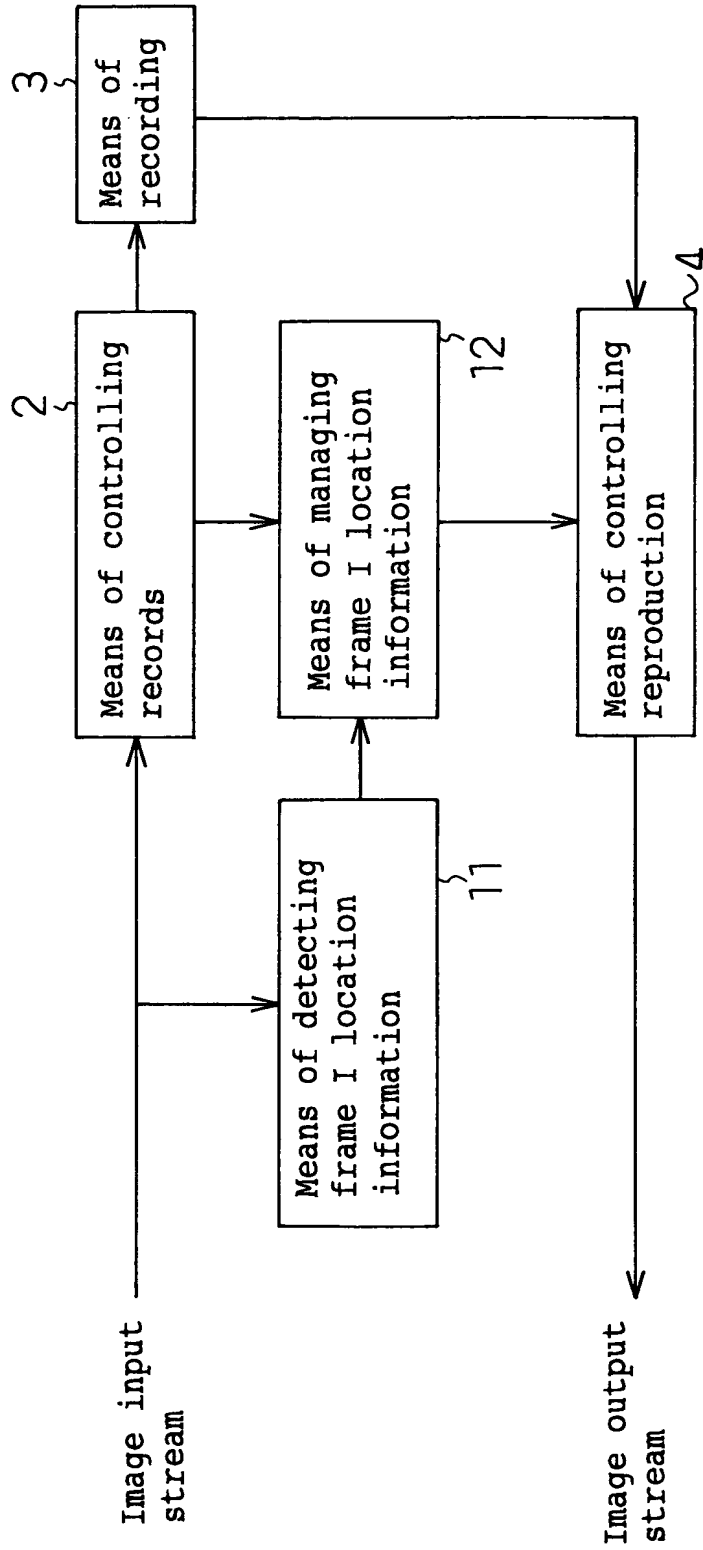 Image input
stream
2
Means of controlling
records
3
Means of
recording
Means of detecting
frame I location
information
11
Means of managing
frame I location
information
12
Image output
stream
Means of controlling
reproduction
4